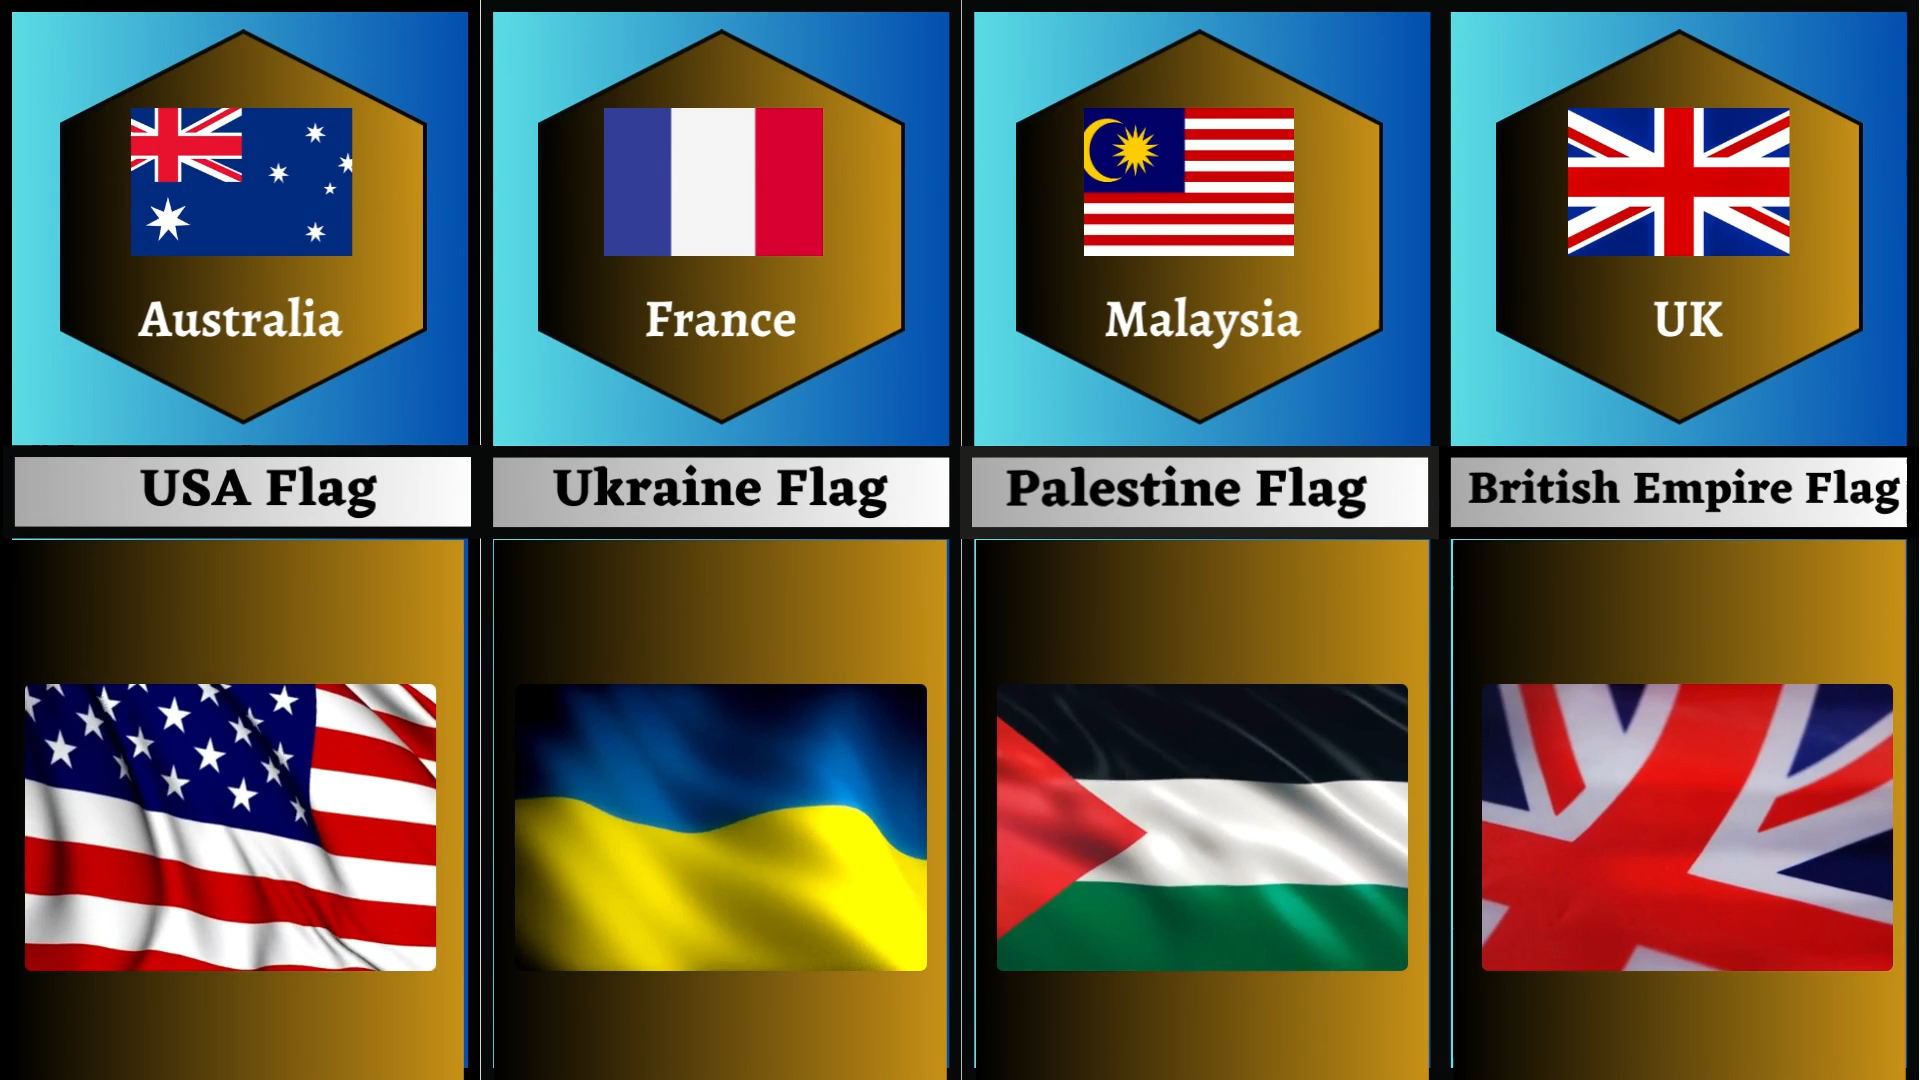 Australia
France
Malaysia
UK
USA Flag
Ukraine Flag
Palestine Flag
British Empire Flag